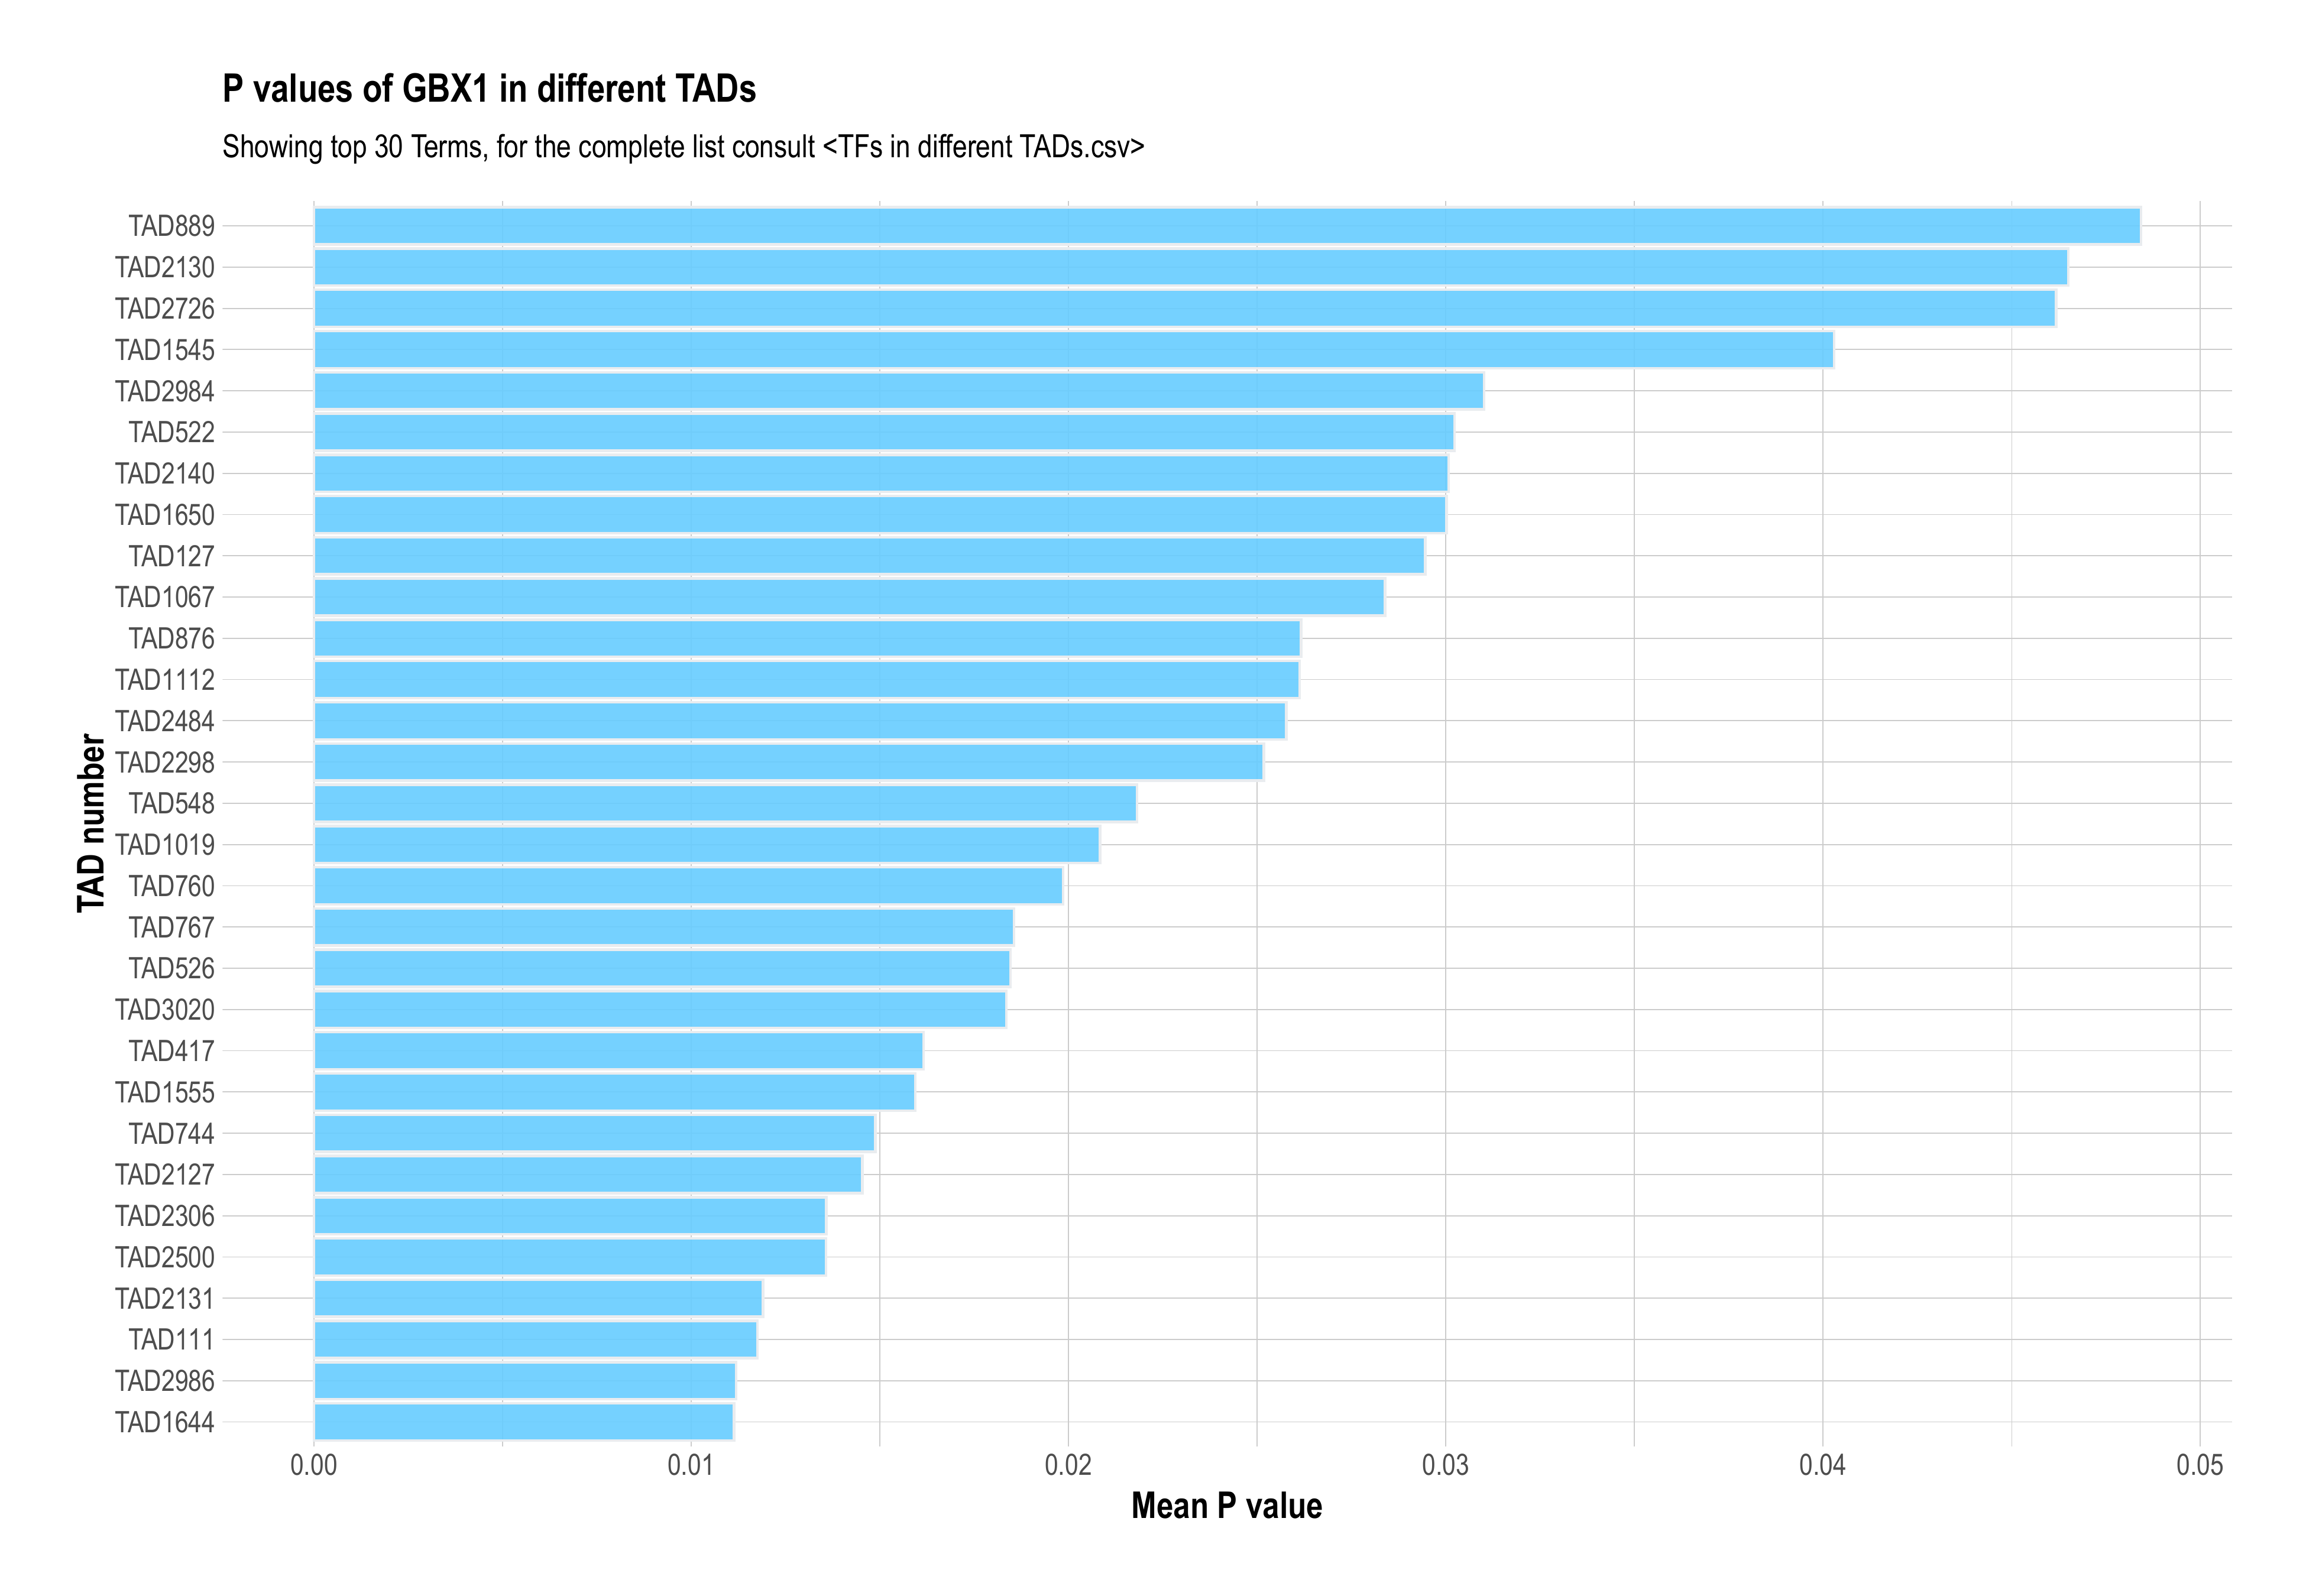 P values of GBX1 in different TADs
Showing top 30 Terms, for the complete list consult <TFs in different TADs.csv>
TAD number
TAD889
TAD2130
TAD2726
TAD1545
TAD2984
TAD522
TAD2140
TAD1650
TAD127
TAD1067
TAD876
TAD1112
TAD2484
TAD2298
TAD548
TAD1019
TAD760
TAD767
TAD526
TAD3020
TAD417
TAD1555
TAD744
TAD2127
TAD2306
TAD2500
TAD2131
TAD111
TAD2986
TAD1644
0.00 0.01 0.02 0.03 0.04 0.05
Mean P value